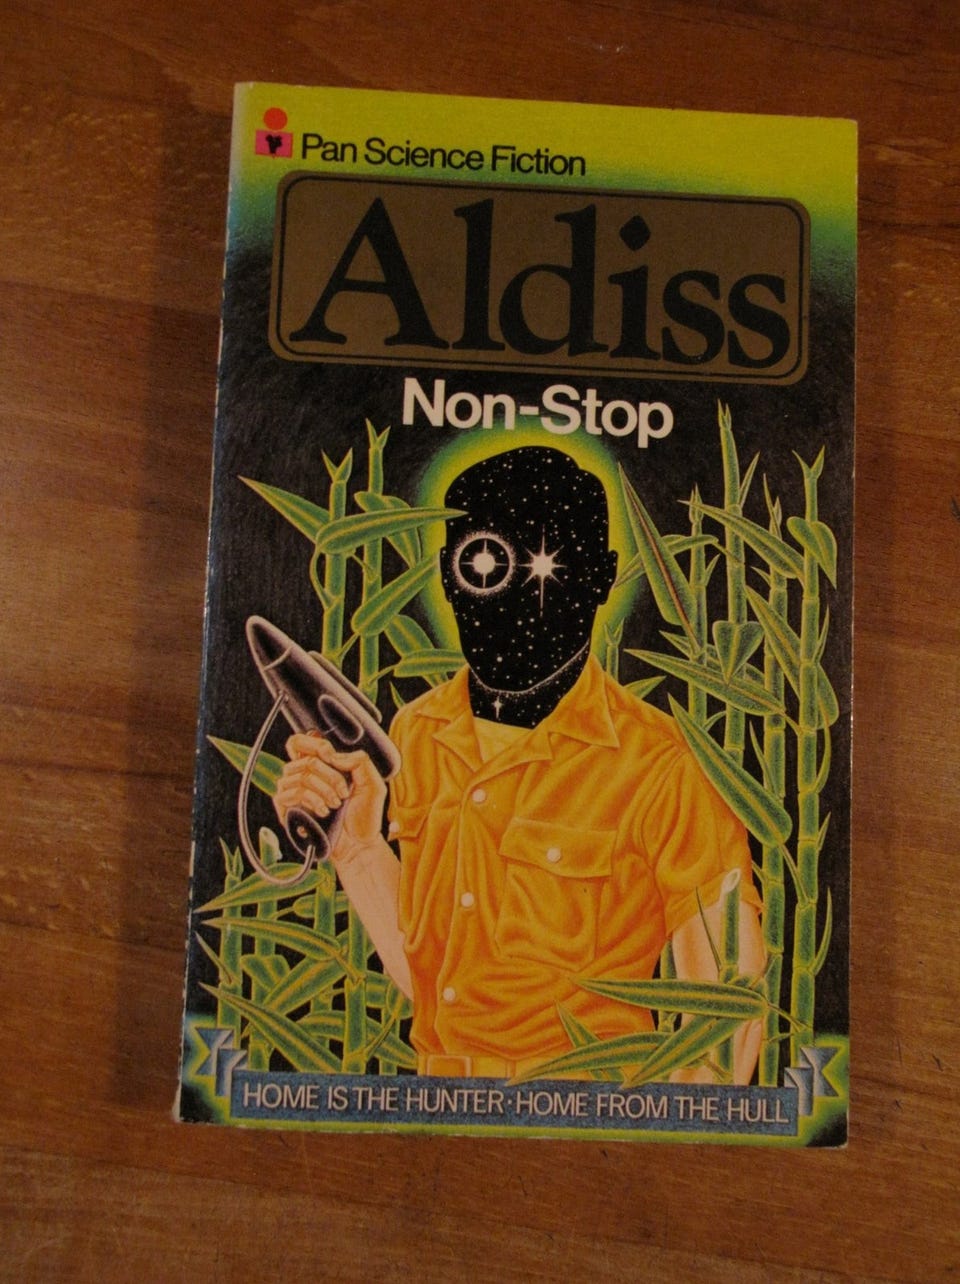 Pan Science Fiction
Aldiss
Non-Stop
HOME IS THE HUNTER·HOME FROM THE HULL